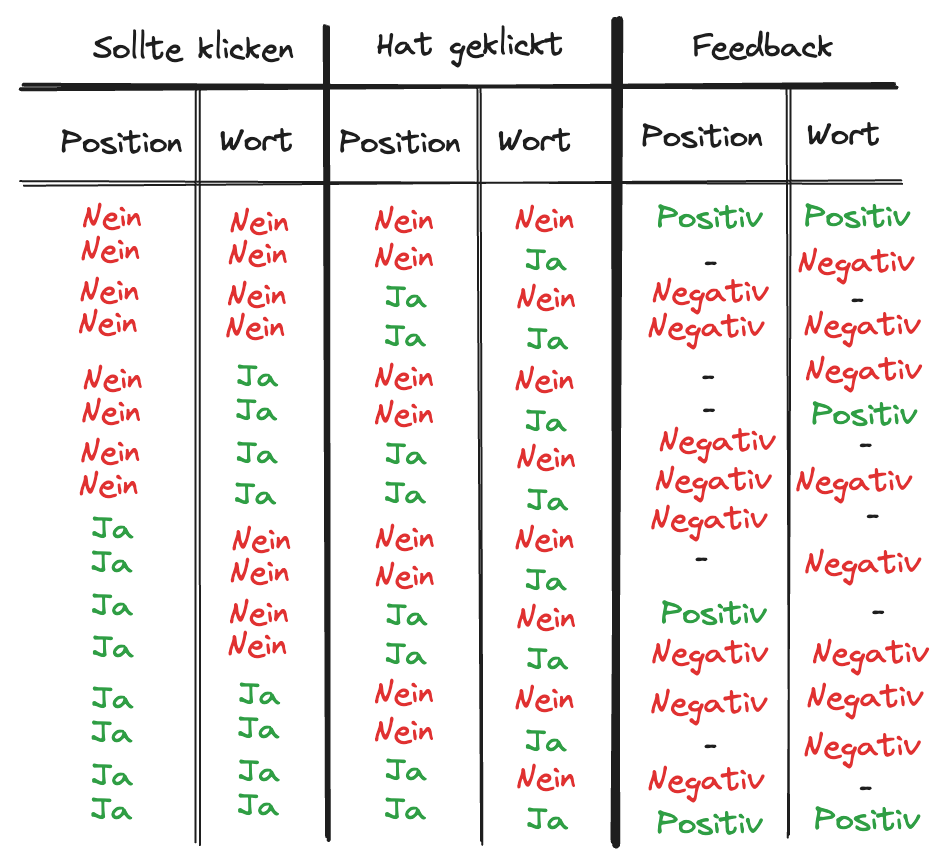 Sollte klicken Hat geklickt Feedback
Position Wort Position Wort Position Wort
Nein Nein Nein Nein Positiv Positiv
Nein Nein Nein Ja - Negativ
Nein Nein Ja Nein Negativ -
Nein Nein Ja Ja Negativ Negativ
Nein Ja Nein Nein - Negativ
Nein Ja Nein Ja - Positiv
Nein Ja Ja Nein Negativ -
Nein Ja Ja Ja Negativ Negativ
Ja Nein Nein Nein Negativ -
Ja Nein Nein Ja - Negativ
Ja Nein Ja Nein Positiv -
Ja Nein Ja Ja Negativ Negativ
Ja Ja Nein Nein Negativ Negativ
Ja Ja Nein Ja - Negativ
Ja Ja Ja Nein Negativ -
Ja Ja Ja Ja Positiv Positiv